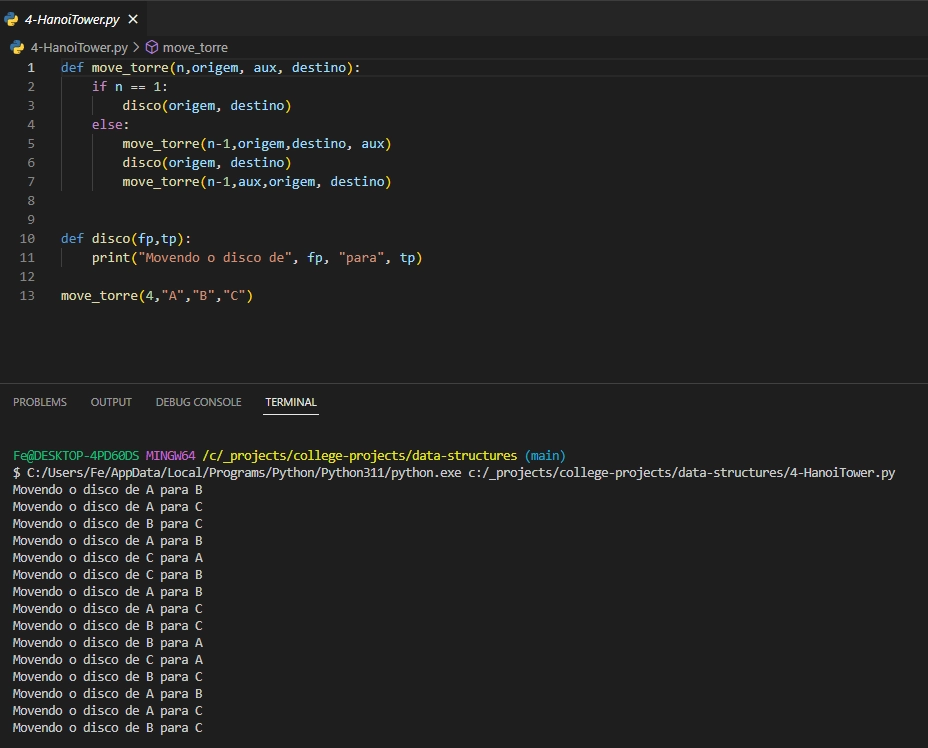 4-HanoiTower.py ×
4-HanoiTower.py > move_torre
1 def move_torre(n,origem, aux, destino):
2     if n == 1:
3         disco(origem, destino)
4     else:
5         move_torre(n-1,origem,destino, aux)
6         disco(origem, destino)
7         move_torre(n-1,aux,origem, destino)
8
9
10 def disco(fp,tp):
11     print("Movendo o disco de", fp, "para", tp)
12
13 move_torre(4,"A","B","C")
PROBLEMS OUTPUT DEBUG CONSOLE TERMINAL
Fe@DESKTOP-4PD60DS MINGW64 /c/_projects/college-projects/data-structures (main)
$ C:/Users/Fe/AppData/Local/Programs/Python/Python311/python.exe c:/_projects/college-projects/data-structures/4-HanoiTower.py
Movendo o disco de A para B
Movendo o disco de A para C
Movendo o disco de B para C
Movendo o disco de A para B
Movendo o disco de C para A
Movendo o disco de C para B
Movendo o disco de A para B
Movendo o disco de A para C
Movendo o disco de B para C
Movendo o disco de B para A
Movendo o disco de C para A
Movendo o disco de B para C
Movendo o disco de A para B
Movendo o disco de A para C
Movendo o disco de B para C